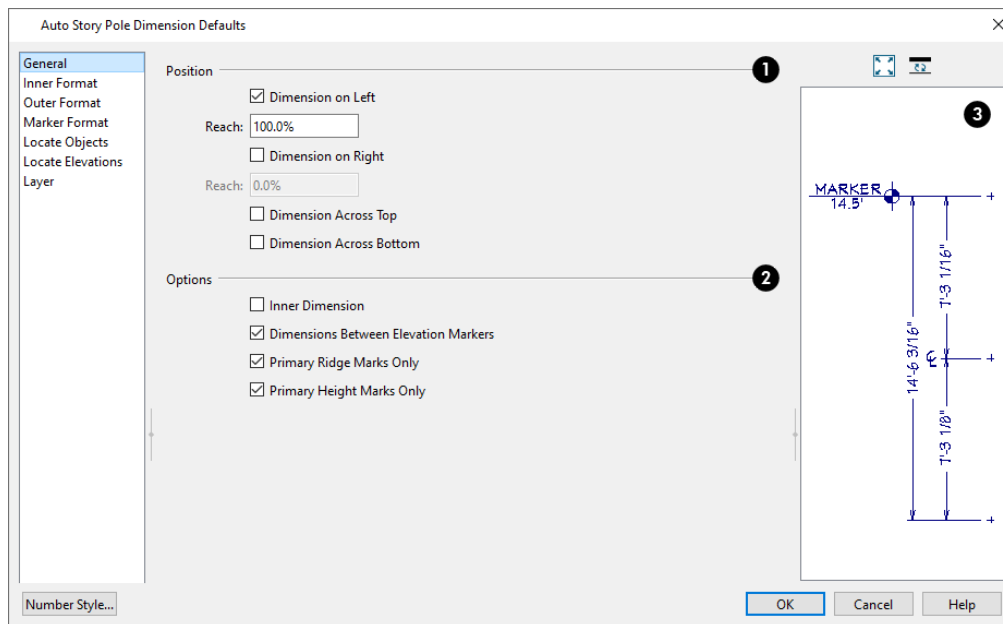 Auto Story Pole Dimension Defaults
General
Inner Format
Outer Format
Marker Format
Locate Objects
Locate Elevations
Layer
Position
1
Dimension on Left
Reach: 100.0%
Dimension on Right
Reach: 0.0%
Dimension Across Top
Dimension Across Bottom
Options
2
Inner Dimension
Dimensions Between Elevation Markers
Primary Ridge Marks Only
Primary Height Marks Only
3
MARKER
14.5'
7'-3 1/16"
14'-6 3/16"
7'-3 1/8"
Number Style...
OK
Cancel
Help